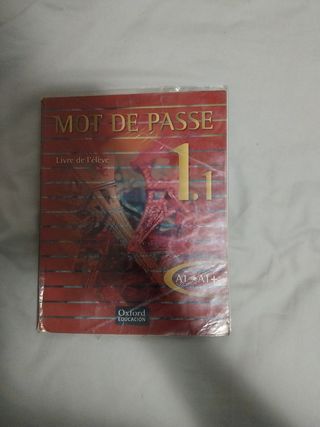 MOT DE PASSE
Livre de l'élève
1.1
A1 → A1+
Oxford
EDUCACIÓN